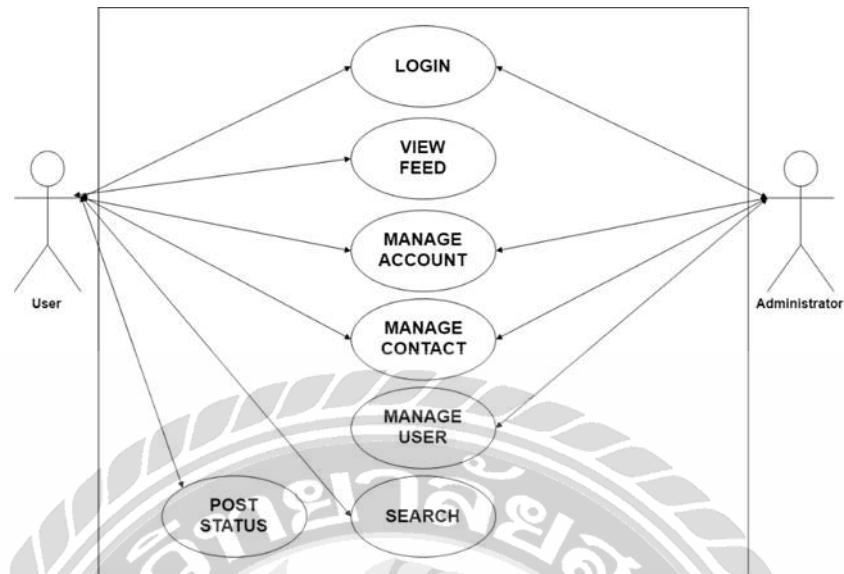 LOGIN
VIEW
FEED
MANAGE
ACCOUNT
User
Administrator
MANAGE
CONTACT
MANAGE
USER
POST
STATUS
SEARCH